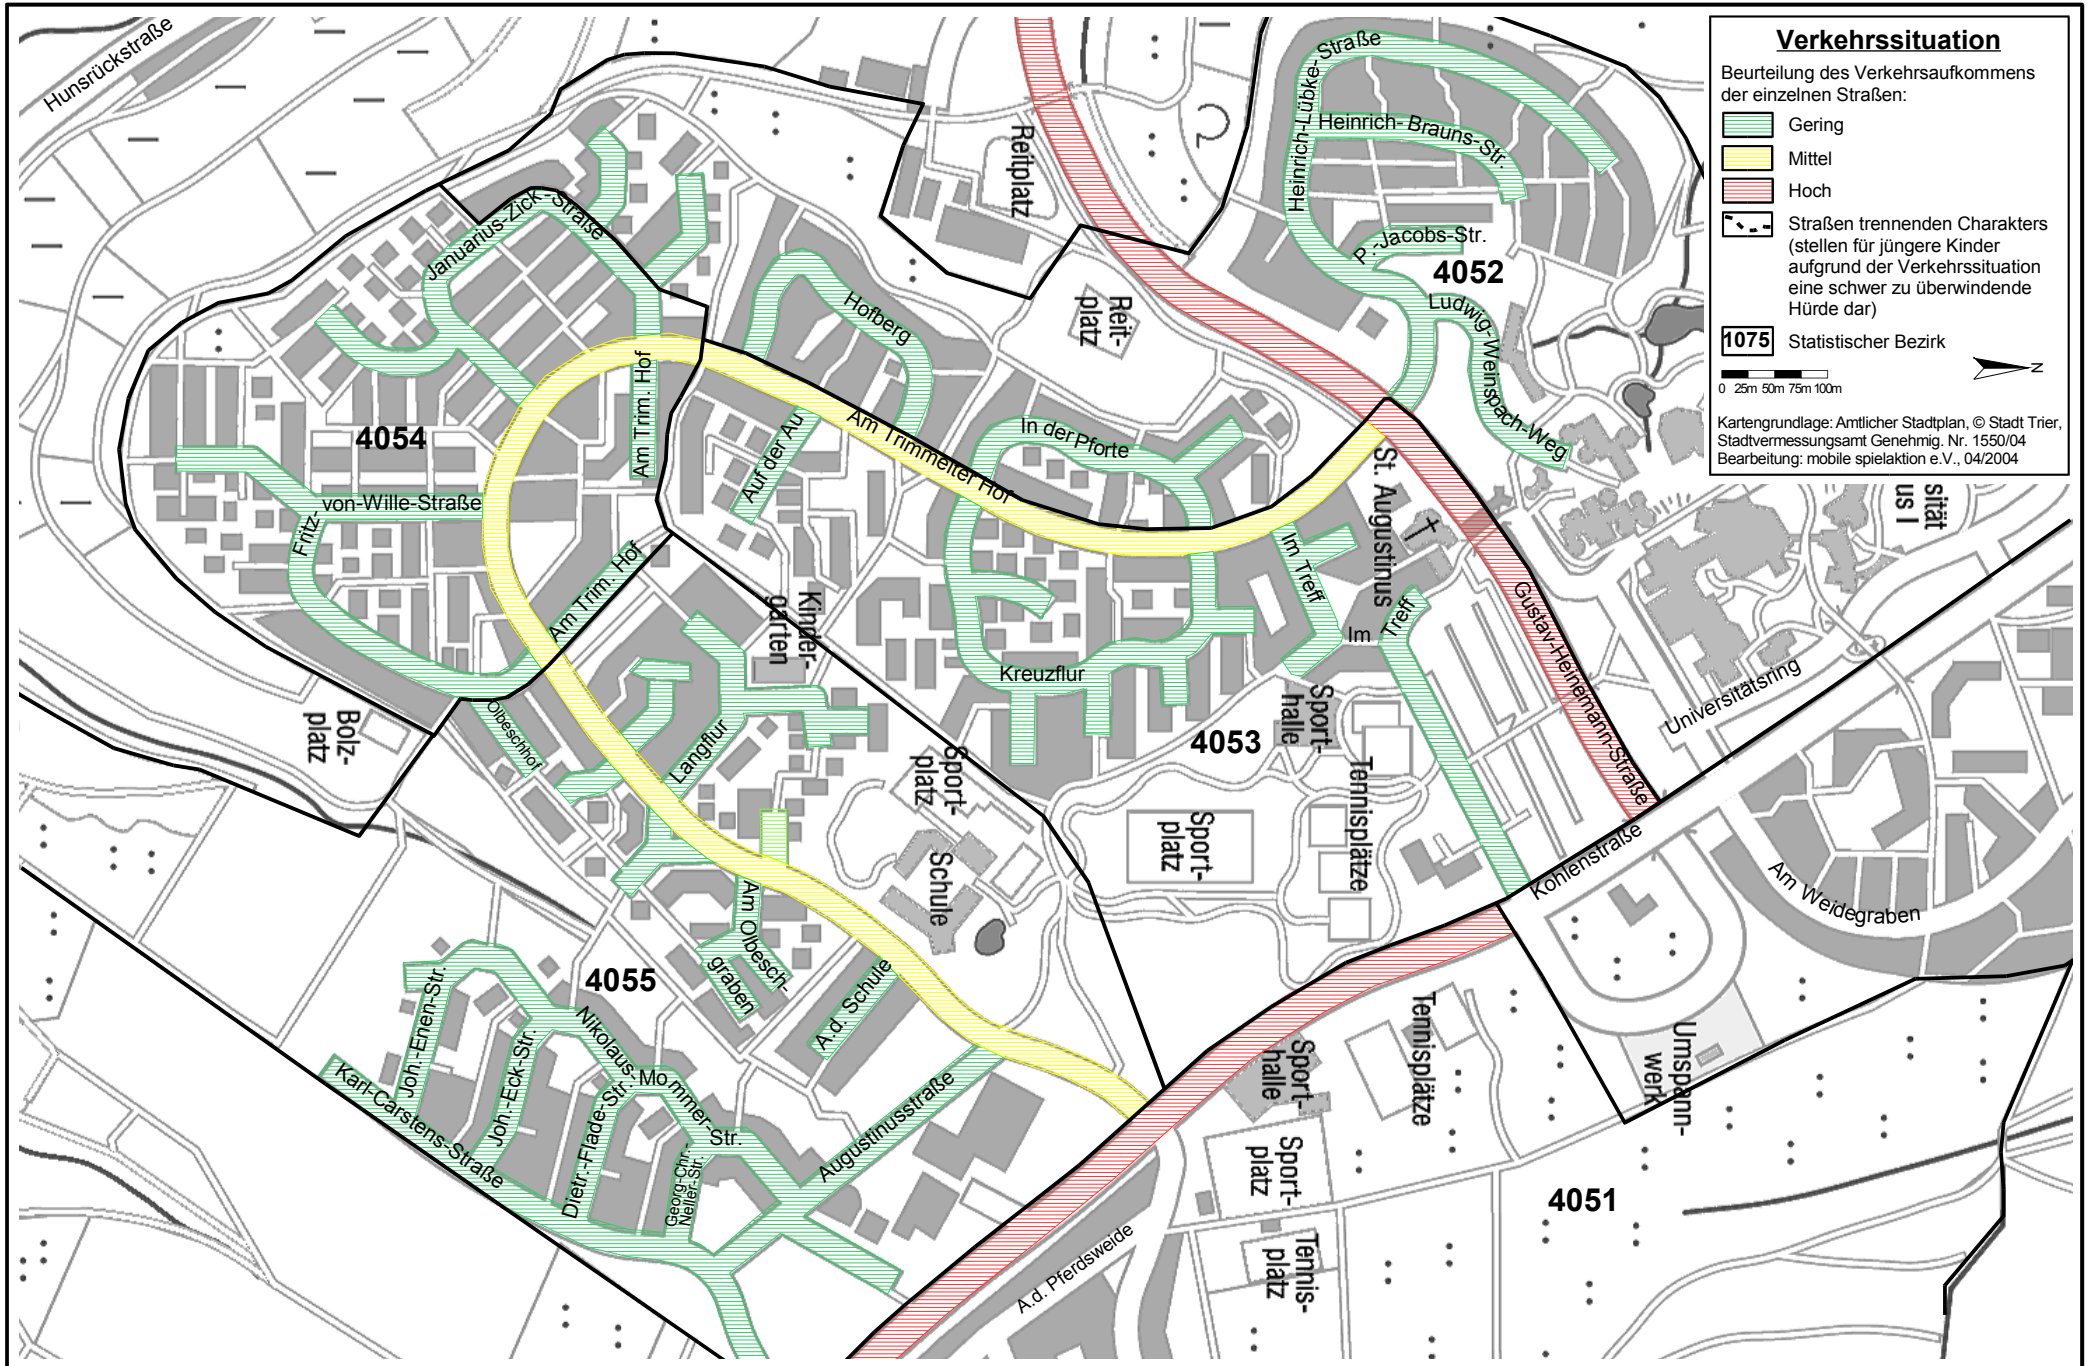 Verkehrssituation
Beurteilung des Verkehrsaufkommens
der einzelnen Straßen:
Gering
Mittel
Hoch
Straßen trennenden Charakters
(stellen für jüngere Kinder
aufgrund der Verkehrssituation
eine schwer zu überwindende
Hürde dar)
1075 Statistischer Bezirk
N
0 25m 50m 75m 100m
Kartengrundlage: Amtlicher Stadtplan, © Stadt Trier,
Stadtvermessungsamt Genehmig. Nr. 1550/04
Bearbeitung: mobile spielaktion e.V., 04/2004
Hunsrückstraße
Reitplatz
Heinrich-Lübke-Straße
Heinrich-Brauns-Str.
P.-Jacobs-Str.
4052
Ludwig-Weinspach-Weg
Januarius-Zick-Straße
Hofberg
Reit-
platz
Am Trim. Hof
4054
Auf der Au
Am Trimmelter Hof
In der Pforte
St. Augustinus
sität
us I
Fritz-
von-Wille-Straße
Am Trim. Hof
Kinder-
garten
Im Treff
Im
Treff
Gustav-Heinemann-Straße
Kreuzflur
Universitätsring
Bolz-
platz
Olbeschhof
Langflur
Sport-
platz
4053
Sport-
halle
Tennisplätze
Sport-
platz
Schule
Kohlenstraße
Am Weidegraben
Am Olbesch-
graben
4055
A.d. Schule
Joh.-Enen-Str.
Joh.-Eck-Str.
Nikolaus-
Mommer-
Str.
Dietr.-Flade-Str.
Georg-Chr.-
Neller-Str.
Karl-Carstens-Straße
Augustinusstraße
Tennisplätze
Sport-
halle
Umspann-
werk
Sport-
platz
4051
Tennis-
platz
A.d. Pferdsweide